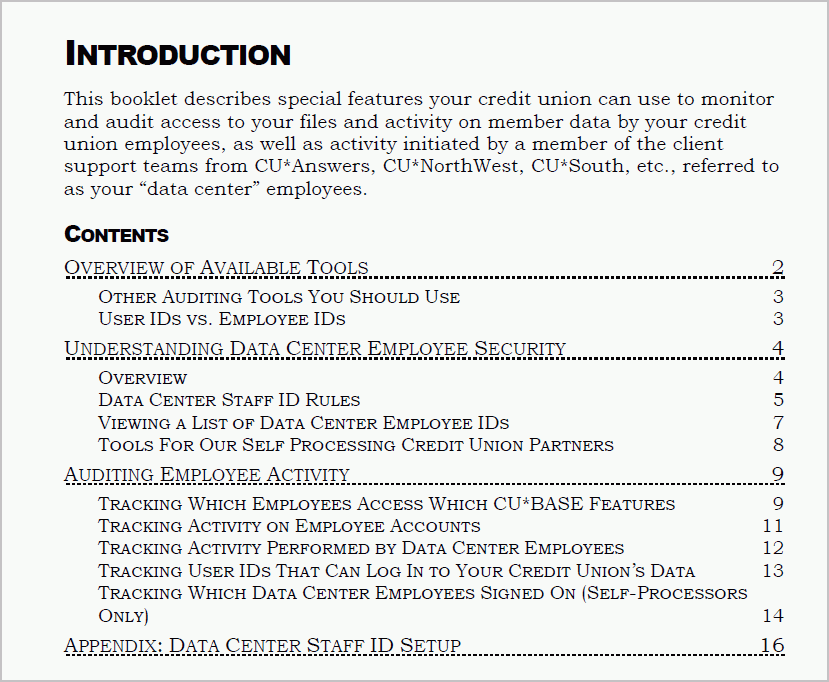 INTRODUCTION
This booklet describes special features your credit union can use to monitor
and audit access to your files and activity on member data by your credit
union employees, as well as activity initiated by a member of the client
support teams from CU*Answers, CU*NorthWest, CU*South, etc., referred to
as your “data center” employees.
CONTENTS
OVERVIEW OF AVAILABLE TOOLS 2
OTHER AUDITING TOOLS YOU SHOULD USE 3
USER IDS VS. EMPLOYEE IDS 3
UNDERSTANDING DATA CENTER EMPLOYEE SECURITY 4
OVERVIEW 4
DATA CENTER STAFF ID RULES 5
VIEWING A LIST OF DATA CENTER EMPLOYEE IDS 7
TOOLS FOR OUR SELF PROCESSING CREDIT UNION PARTNERS 8
AUDITING EMPLOYEE ACTIVITY 9
TRACKING WHICH EMPLOYEES ACCESS WHICH CU*BASE FEATURES 9
TRACKING ACTIVITY ON EMPLOYEE ACCOUNTS 11
TRACKING ACTIVITY PERFORMED BY DATA CENTER EMPLOYEES 12
TRACKING USER IDS THAT CAN LOG IN TO YOUR CREDIT UNION’S DATA 13
TRACKING WHICH DATA CENTER EMPLOYEES SIGNED ON (SELF-PROCESSORS
ONLY) 14
APPENDIX: DATA CENTER STAFF ID SETUP 16